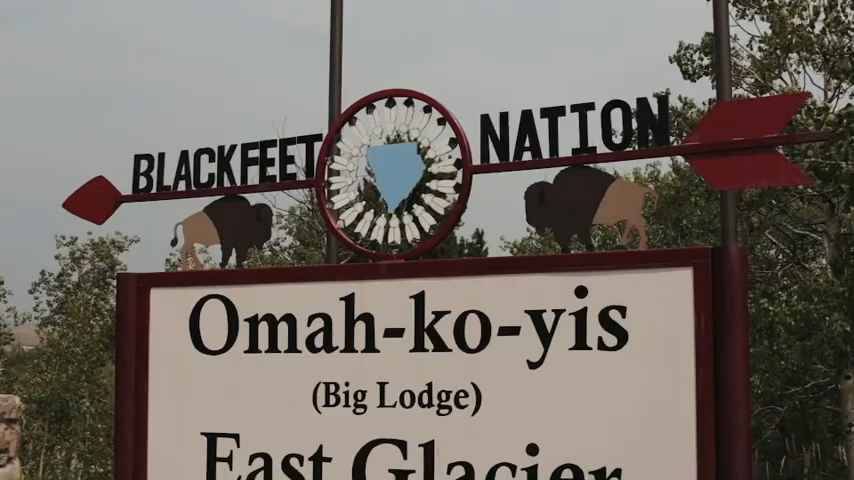 BLACKFEET NATION
Omah-ko-yis
(Big Lodge)
East Glacier